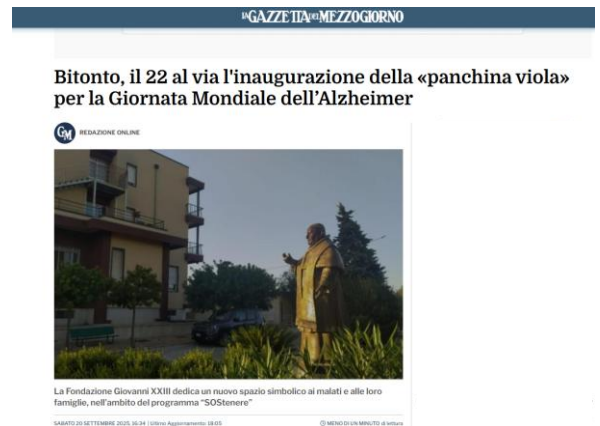 LA GAZZETTA DEL MEZZOGIORNO
Bitonto, il 22 al via l'inaugurazione della «panchina viola»
per la Giornata Mondiale dell'Alzheimer
GM REDAZIONE ONLINE
La Fondazione Giovanni XXIII dedica un nuovo spazio simbolico ai malati e alle loro
famiglie, nell'ambito del programma “SOStenere”
SABATO 20 SETTEMBRE 2025, 16:34 | Ultimo Aggiornamento: 18:05 MENO DI UN MINUTO di lettura